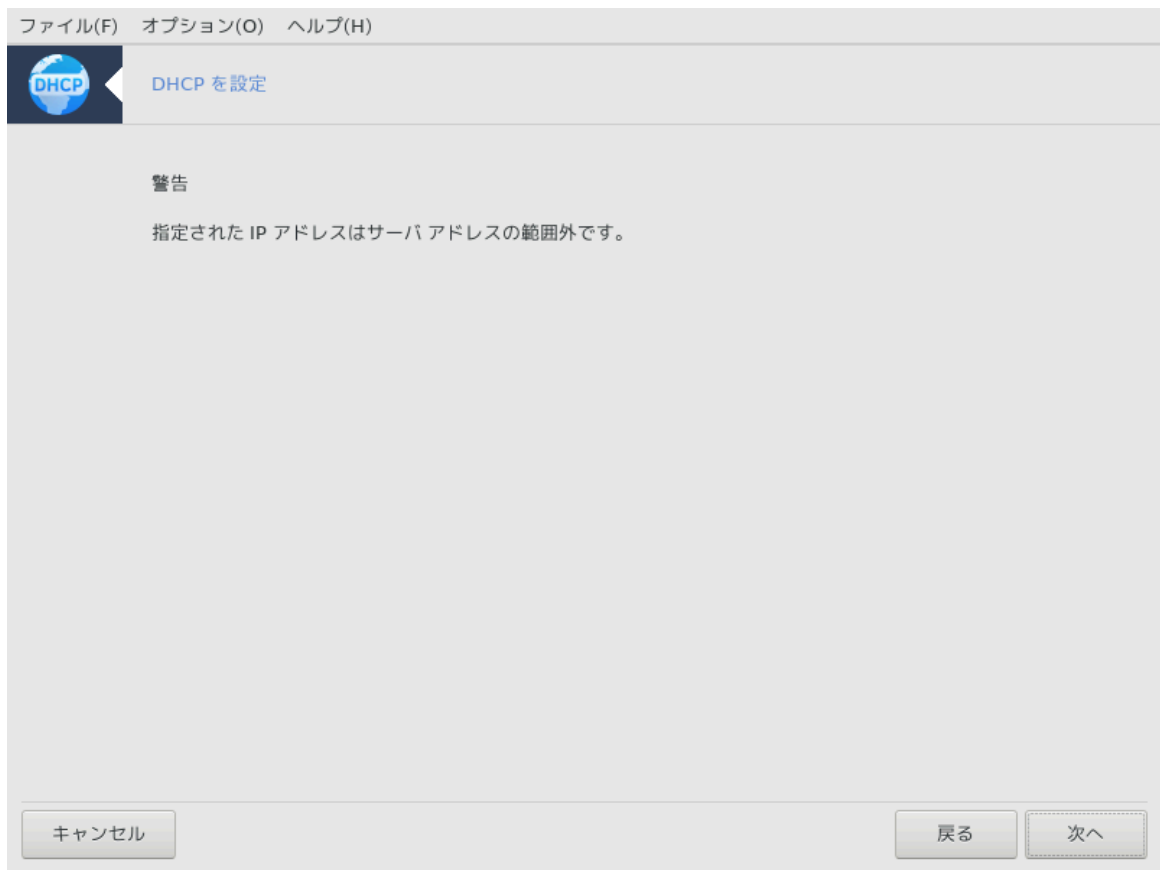 ファイル(F) オプション(O) ヘルプ(H)
DHCP
DHCP を設定
警告
指定された IP アドレスはサーバ アドレスの範囲外です。
キャンセル 戻る 次へ